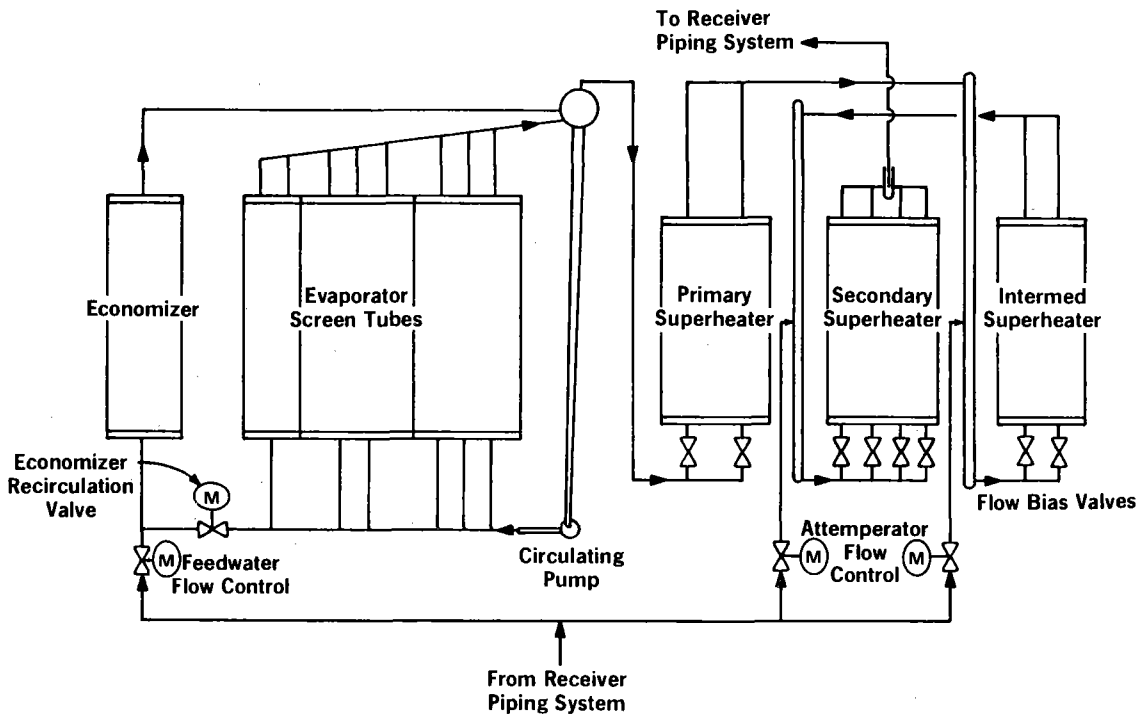 To Receiver
Piping System
Economizer
Evaporator
Screen Tubes
Primary
Superheater
Secondary
Superheater
Intermed
Superheater
Economizer
Recirculation
Valve
M
M
Feedwater
Flow Control
Circulating
Pump
Flow Bias Valves
Attemperator
Flow
Control
M
M
From Receiver
Piping System